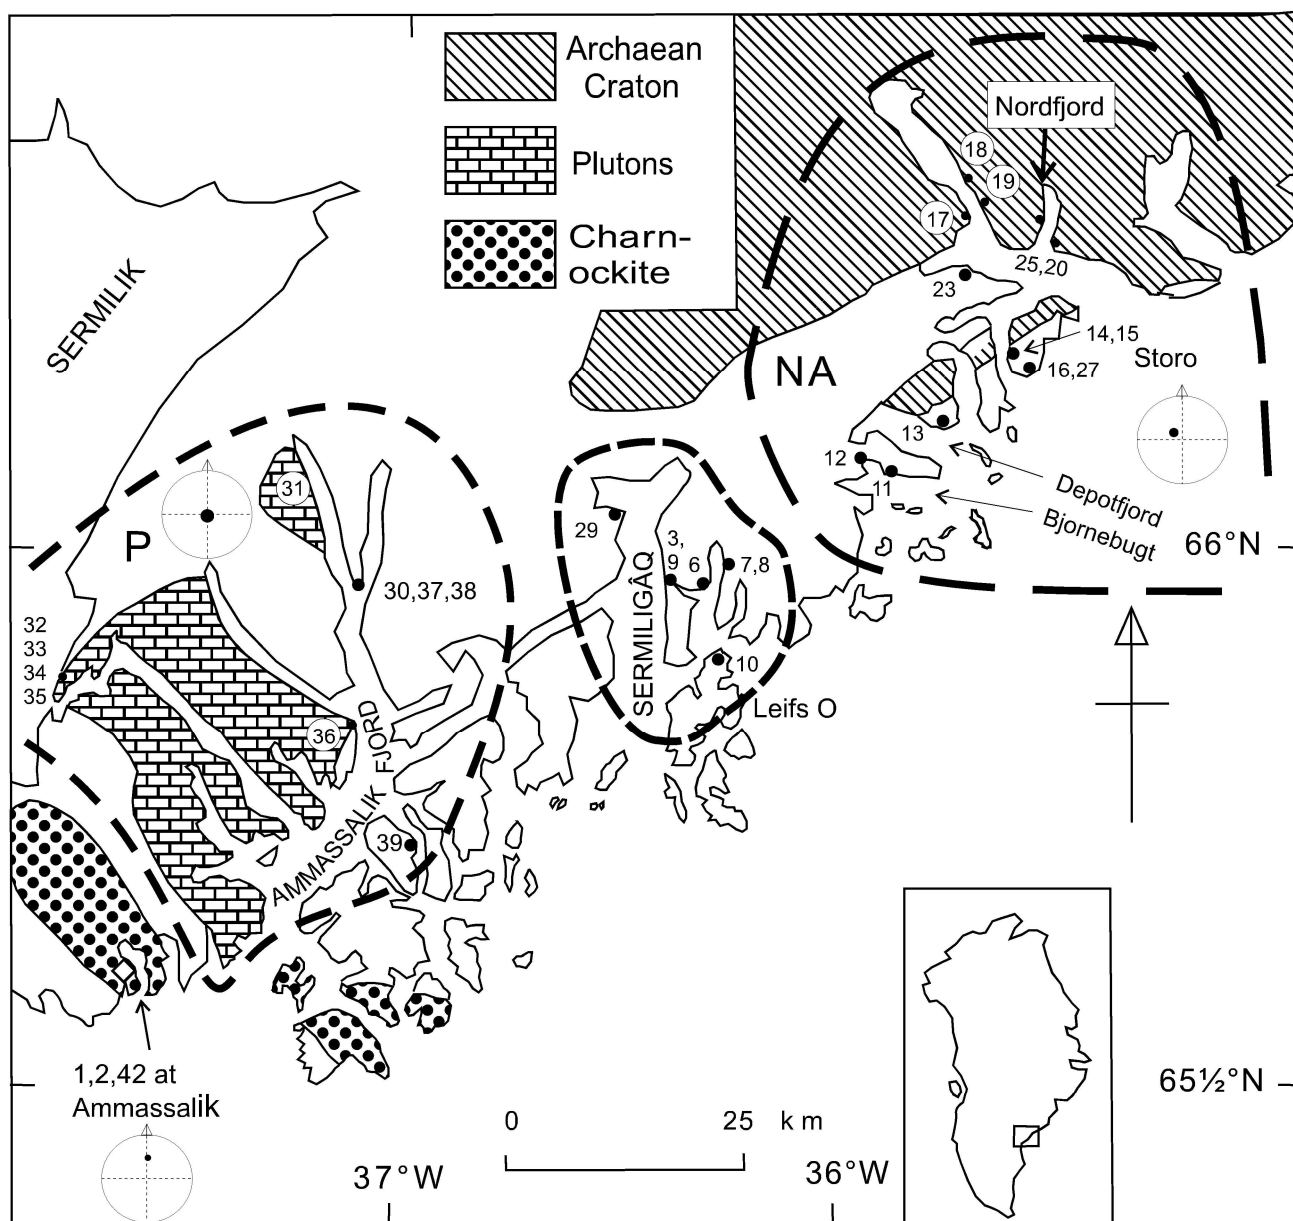 Archaean
Craton
Plutons
Charn-
ockite
Nordfjord
18
19
17
25,20
23
14,15
16,27
Storo
NA
13
12
11
Depotfjord
Bjornebugt
66°N
SERMILIK
P
31
30,37,38
29
3,
9
6
7,8
10
SERMILIGÂQ
Leifs O
32
33
34
35
36
FJORD
AMMASSALIK
39
1,2,42 at
Ammassalik
0
25
km
37°W
36°W
65½°N